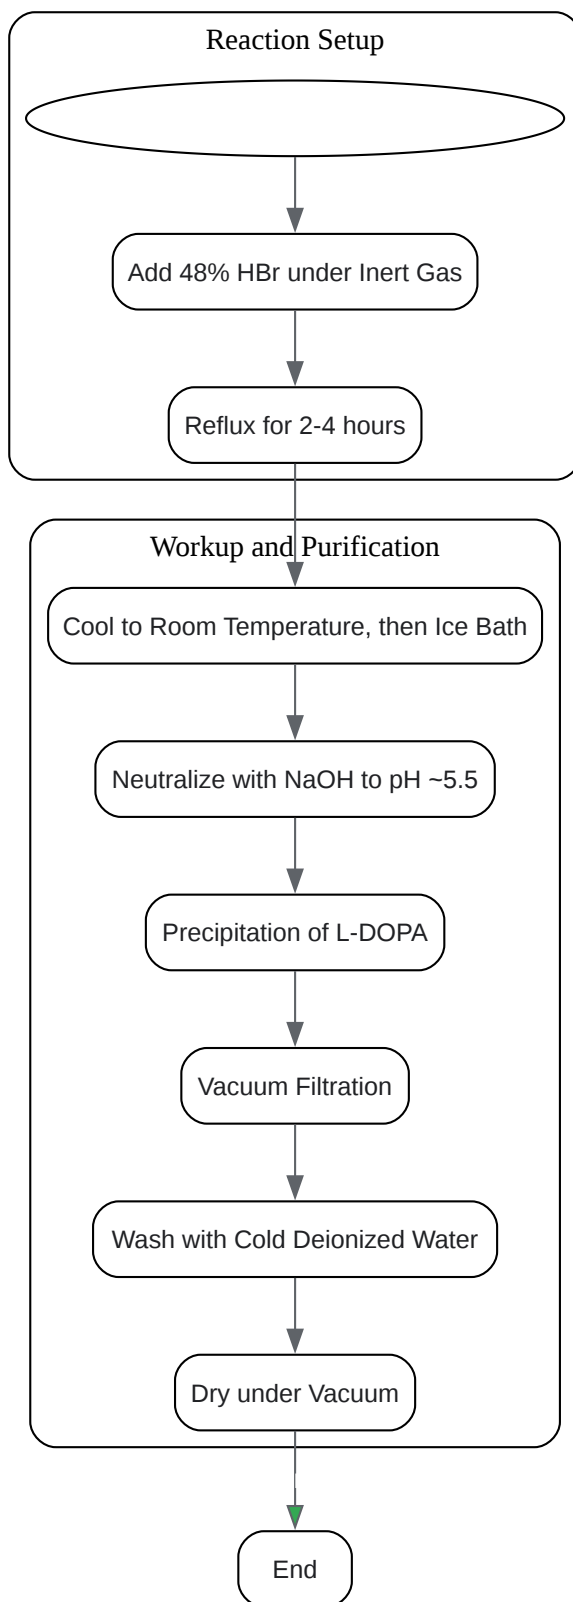 Reaction Setup
Add 48% HBr under Inert Gas
Reflux for 2-4 hours
Workup and Purification
Cool to Room Temperature, then Ice Bath
Neutralize with NaOH to pH ~5.5
Precipitation of L-DOPA
Vacuum Filtration
Wash with Cold Deionized Water
Dry under Vacuum
End